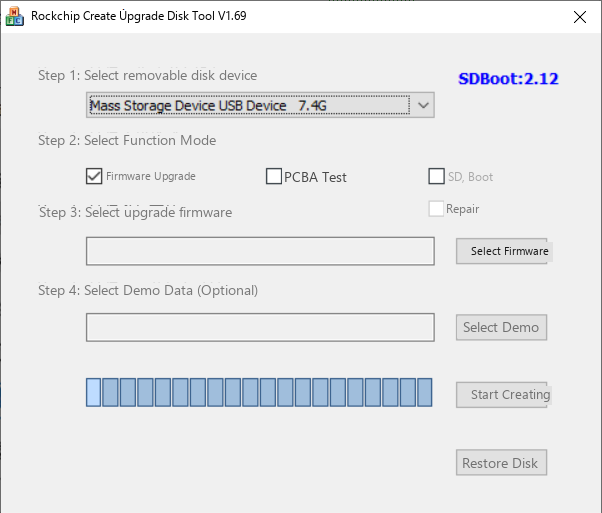 Rockchip Create Upgrade Disk Tool V1.69
Step 1: Select removable disk device
SDBoot:2.12
Mass Storage Device USB Device 7.4G
Step 2: Select Function Mode
Firmware Upgrade
PCBA Test
SD, Boot
Step 3: Select upgrade firmware
Repair
Select Firmware
Step 4: Select Demo Data (Optional)
Select Demo
Start Creating
Restore Disk